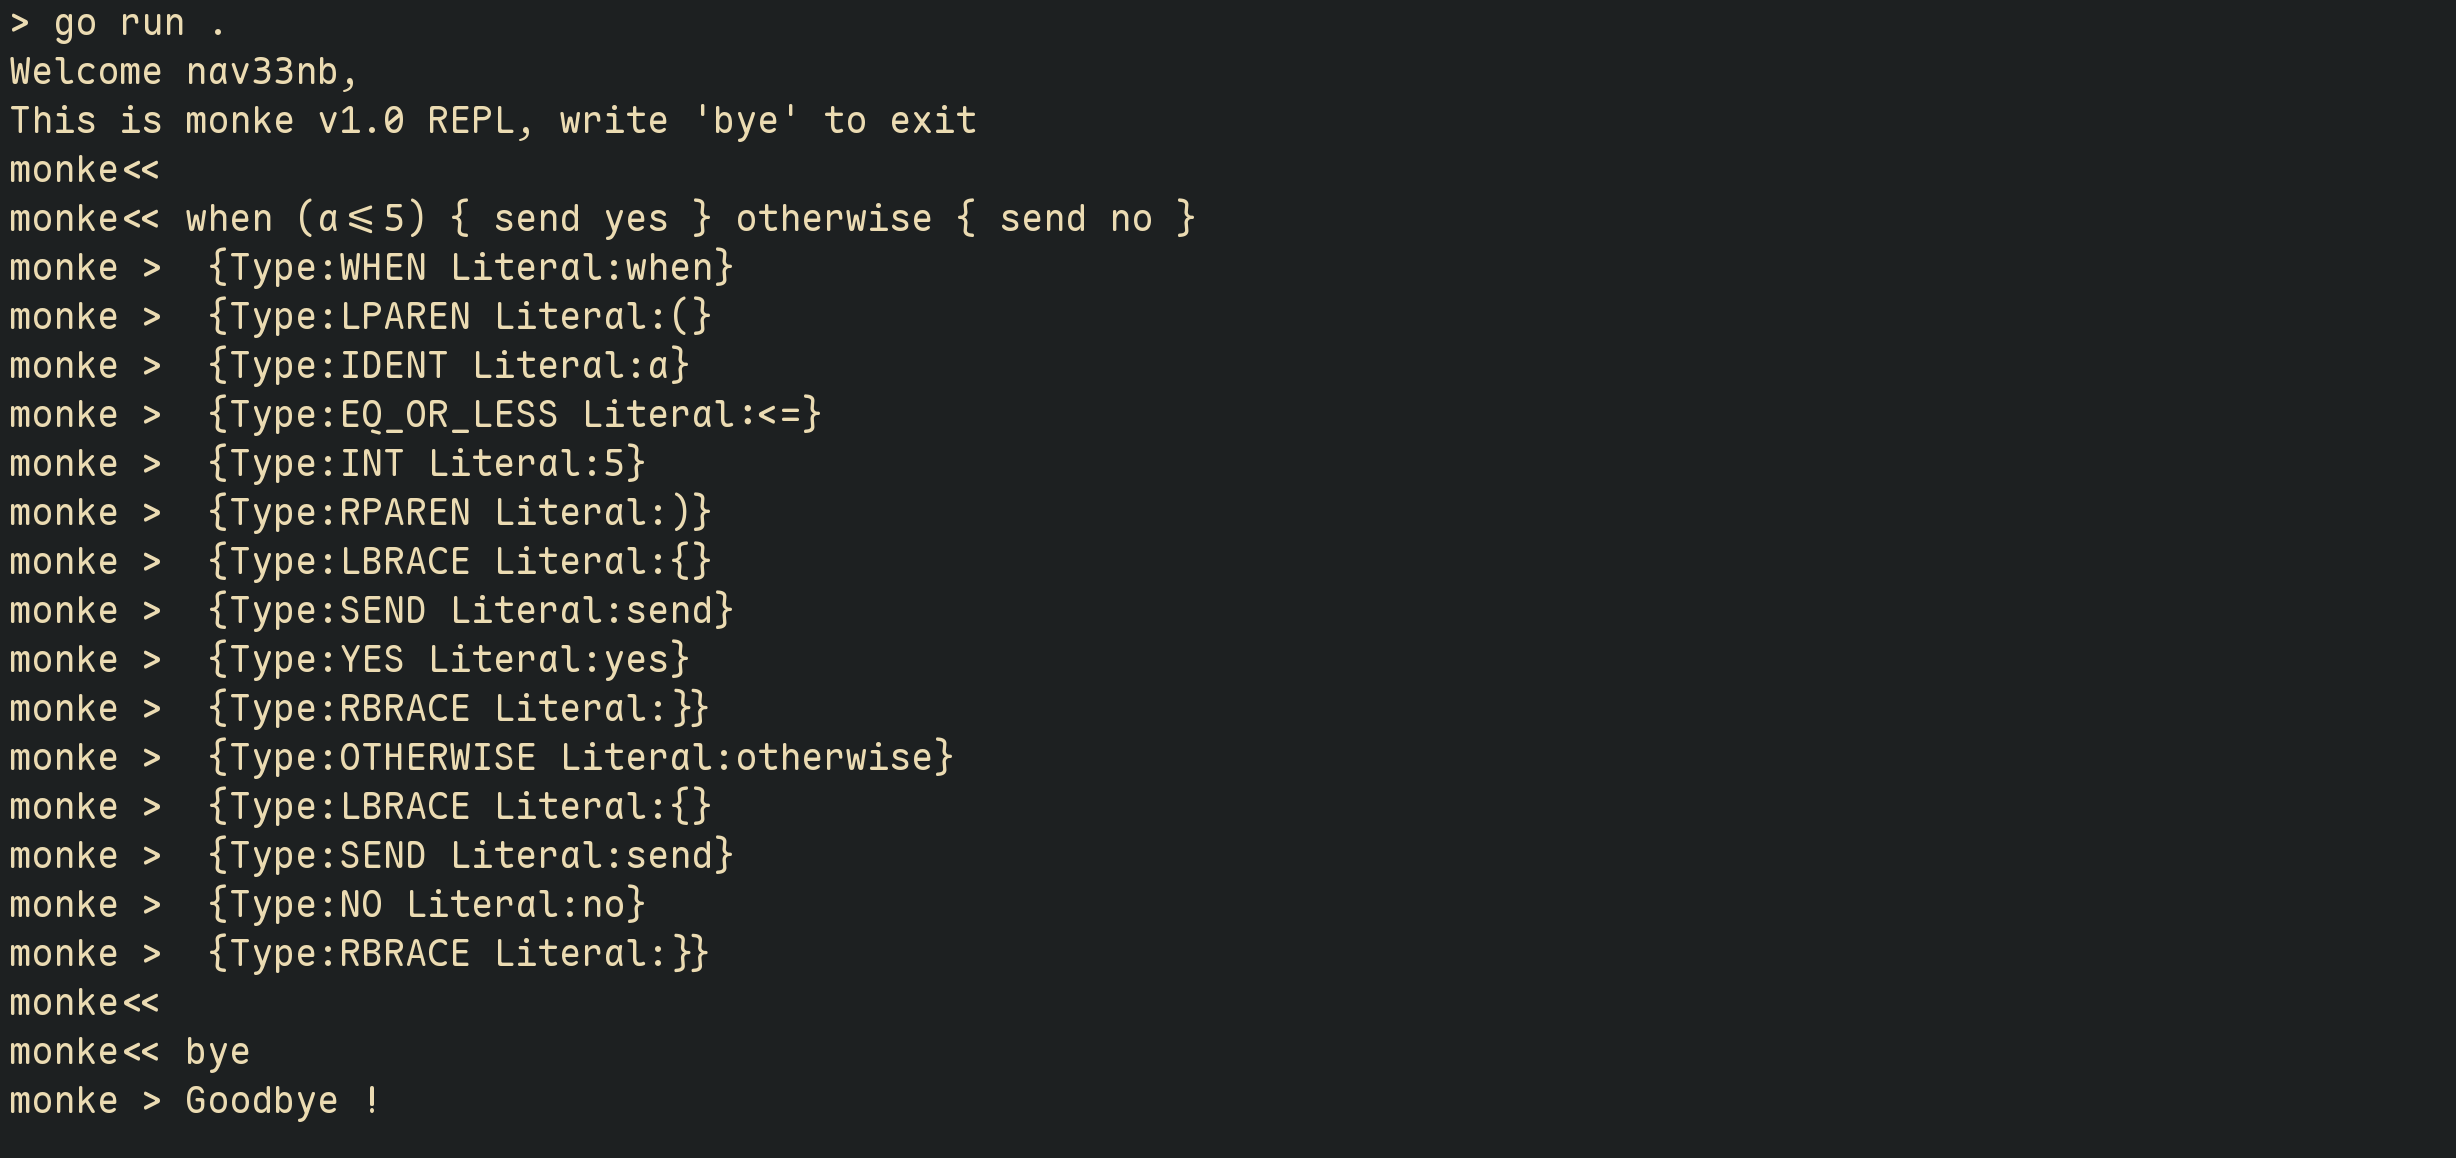 > go run .
Welcome nav33nb,
This is monke v1.0 REPL, write 'bye' to exit
monke<<
monke<< when (a<=5) { send yes } otherwise { send no }
monke >  {Type:WHEN Literal:when}
monke >  {Type:LPAREN Literal:(}
monke >  {Type:IDENT Literal:a}
monke >  {Type:EQ_OR_LESS Literal:<=}
monke >  {Type:INT Literal:5}
monke >  {Type:RPAREN Literal:)}
monke >  {Type:LBRACE Literal:{}
monke >  {Type:SEND Literal:send}
monke >  {Type:YES Literal:yes}
monke >  {Type:RBRACE Literal:}}
monke >  {Type:OTHERWISE Literal:otherwise}
monke >  {Type:LBRACE Literal:{}
monke >  {Type:SEND Literal:send}
monke >  {Type:NO Literal:no}
monke >  {Type:RBRACE Literal:}}
monke<<
monke<< bye
monke > Goodbye !